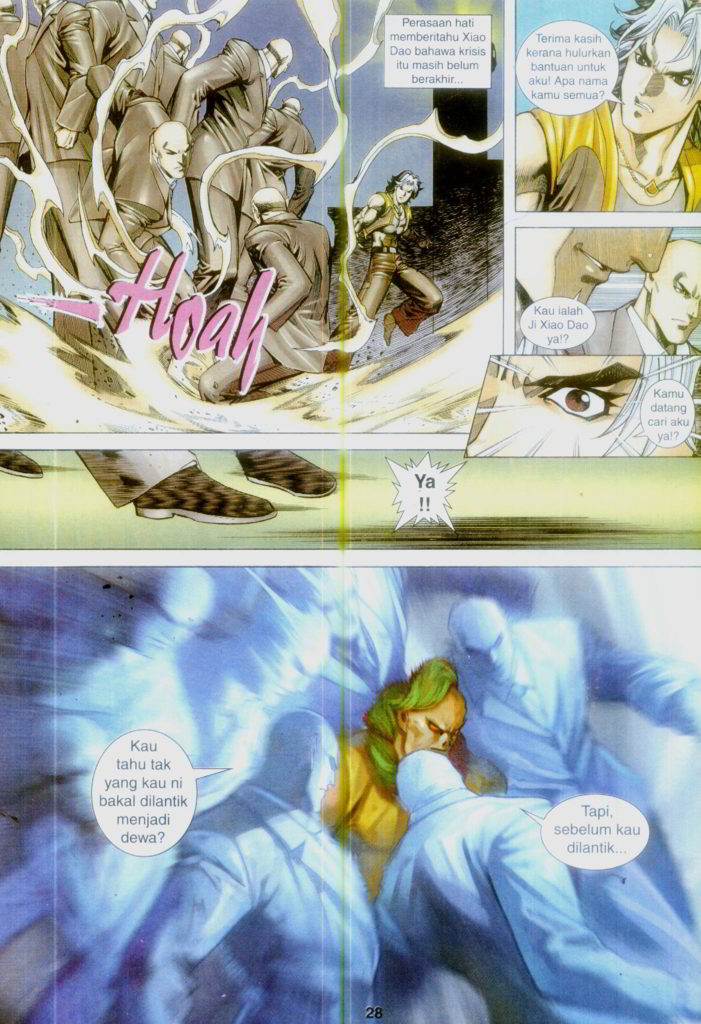 Perasaan hati
memberitahu Xiao
Dao bahawa krisis
itu masih belum
berakhir...
Hoah
Terima kasih
kerana hulurkan
bantuan untuk
aku! Apa nama
kamu semua?
Kau ialah
Ji Xiao Dao
ya!?
Kamu
datang
cari aku
ya!?
Ya
!!
Kau
tahu tak
yang kau ni
bakal dilantik
menjadi
dewa?
Tapi,
sebelum kau
dilantik...
28